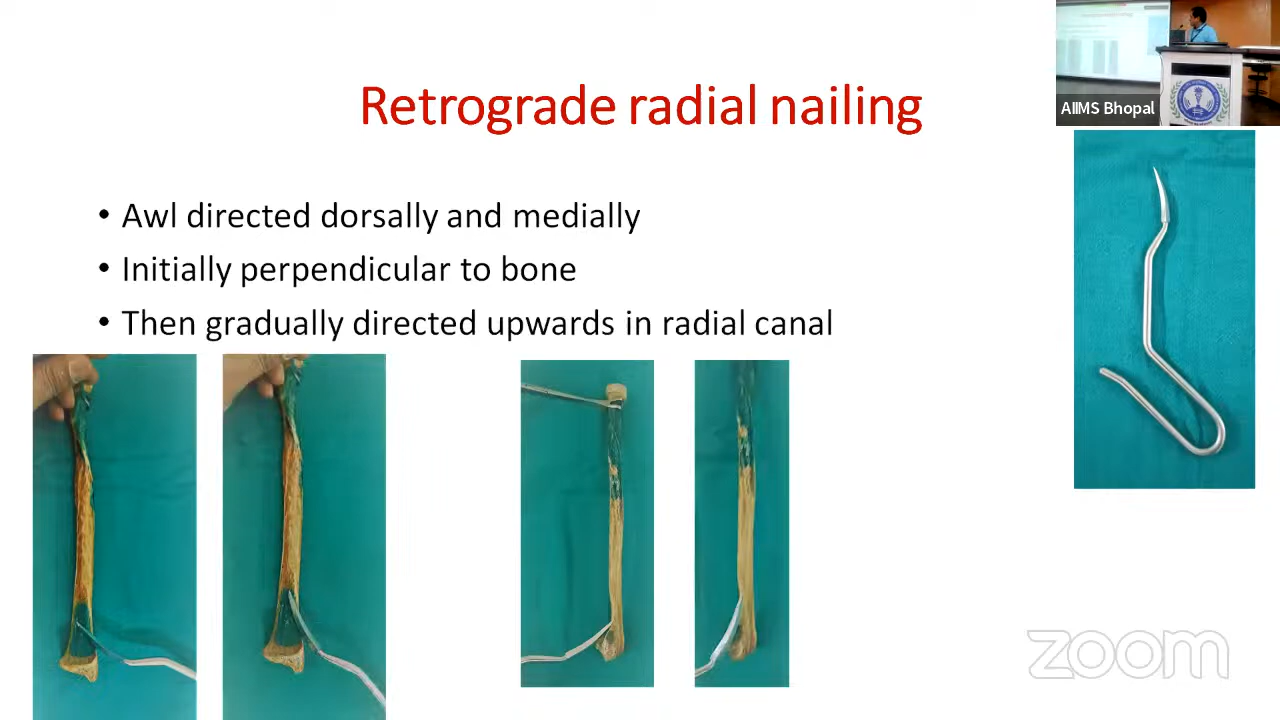 AIIMS Bhopal
Retrograde radial nailing
• Awl directed dorsally and medially
• Initially perpendicular to bone
• Then gradually directed upwards in radial canal
zoom